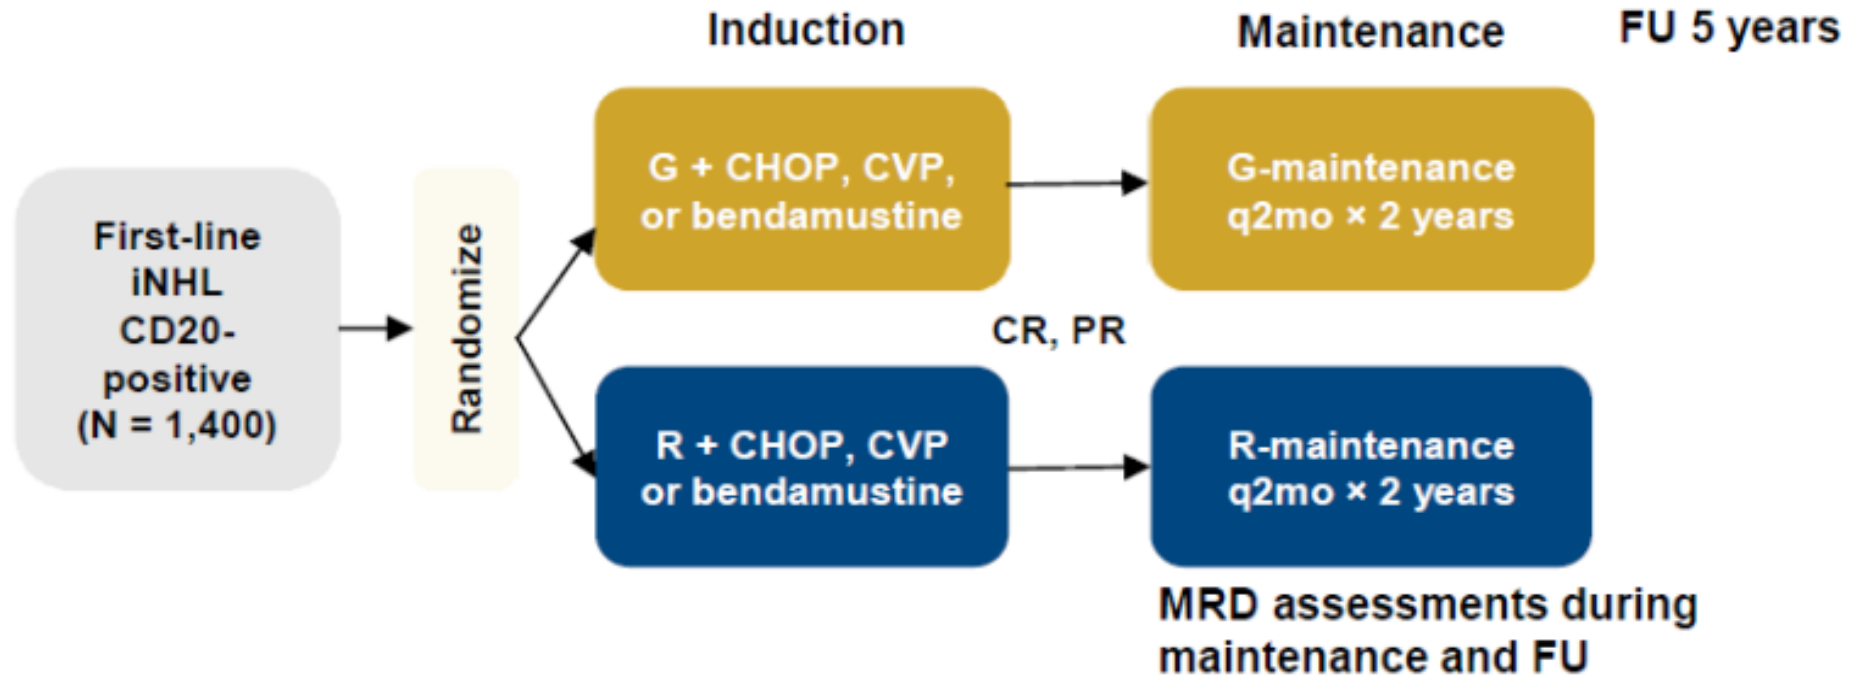 Induction
Maintenance
FU 5 years
First-line
iNHL
CD20-
positive
(N = 1,400)
Randomize
G + CHOP, CVP,
or bendamustine
G-maintenance
q2mo × 2 years
CR, PR
R + CHOP, CVP
or bendamustine
R-maintenance
q2mo × 2 years
MRD assessments during
maintenance and FU